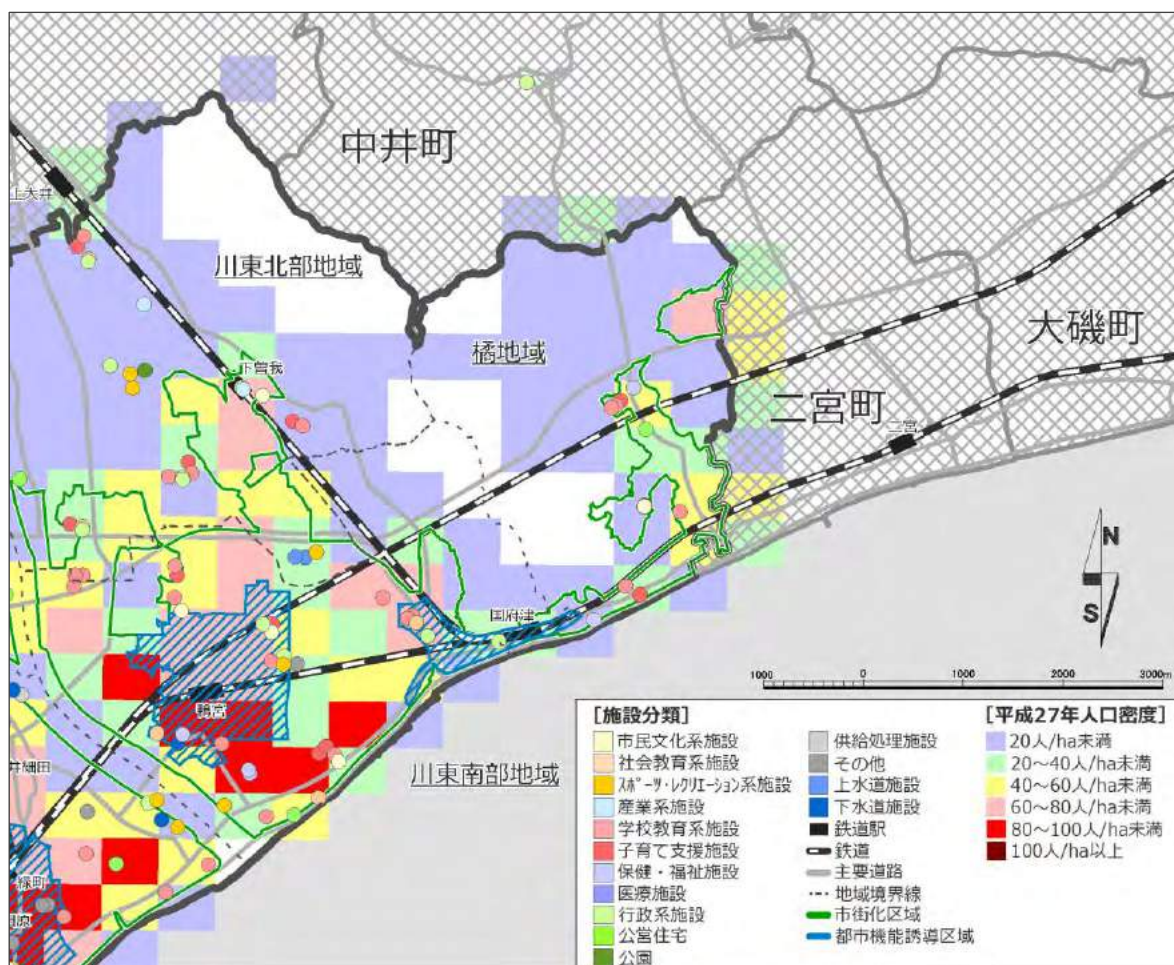 中井町
上大井
川東北部地域
大磯町
橘地域
下曽我
二宮町
二宮
N
S
国府津
1000 0 1000 2000 3000m
鴨宮
川東南部地域
井細田
緑町
[施設分類]
市民文化系施設
社会教育系施設
スポーツ・レクリエーション系施設
産業系施設
学校教育系施設
子育て支援施設
保健・福祉施設
医療施設
行政系施設
公営住宅
公園
供給処理施設
その他
上水道施設
下水道施設
鉄道駅
鉄道
主要道路
地域境界線
市街化区域
都市機能誘導区域
[平成27年人口密度]
20人/ha未満
20～40人/ha未満
40～60人/ha未満
60～80人/ha未満
80～100人/ha未満
100人/ha以上